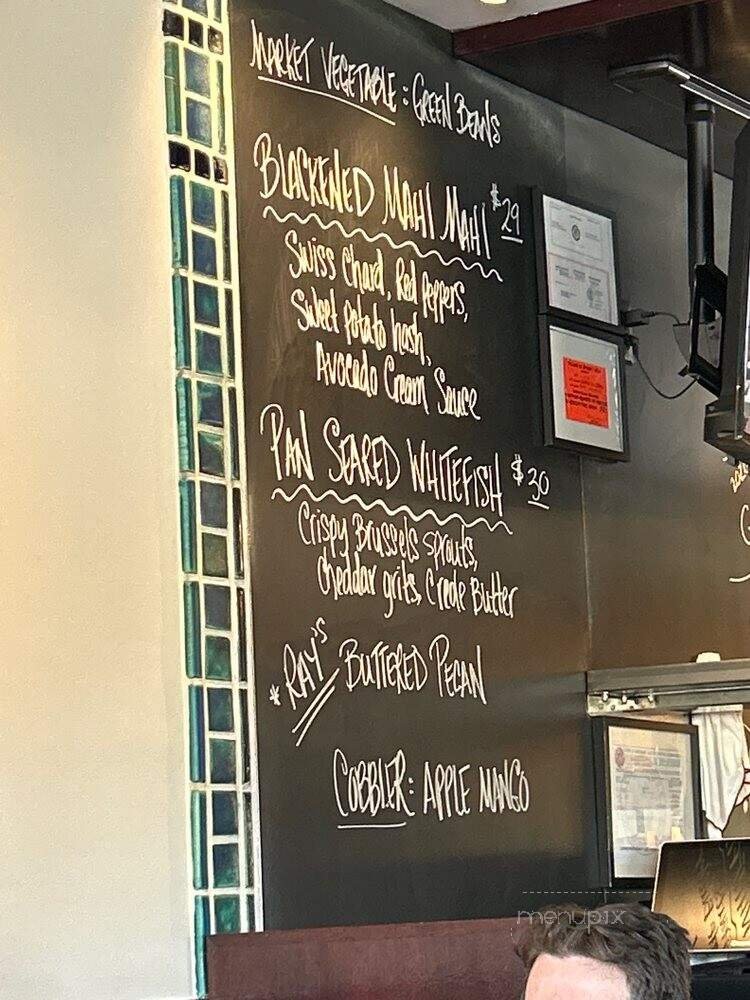 MARKET VEGETABLE: GREEN BEANS
BLACKENED MAHI MAHI $29
Swiss Chard, Red Peppers,
Sweet Potato hash,
Avocado Cream Sauce
PAN SEARED WHITEFISH $30
Crispy Brussels sprouts,
Cheddar grits, Creole Butter
* RAY'S BUTTERED PECAN
COBBLER: APPLE MANGO
menupix